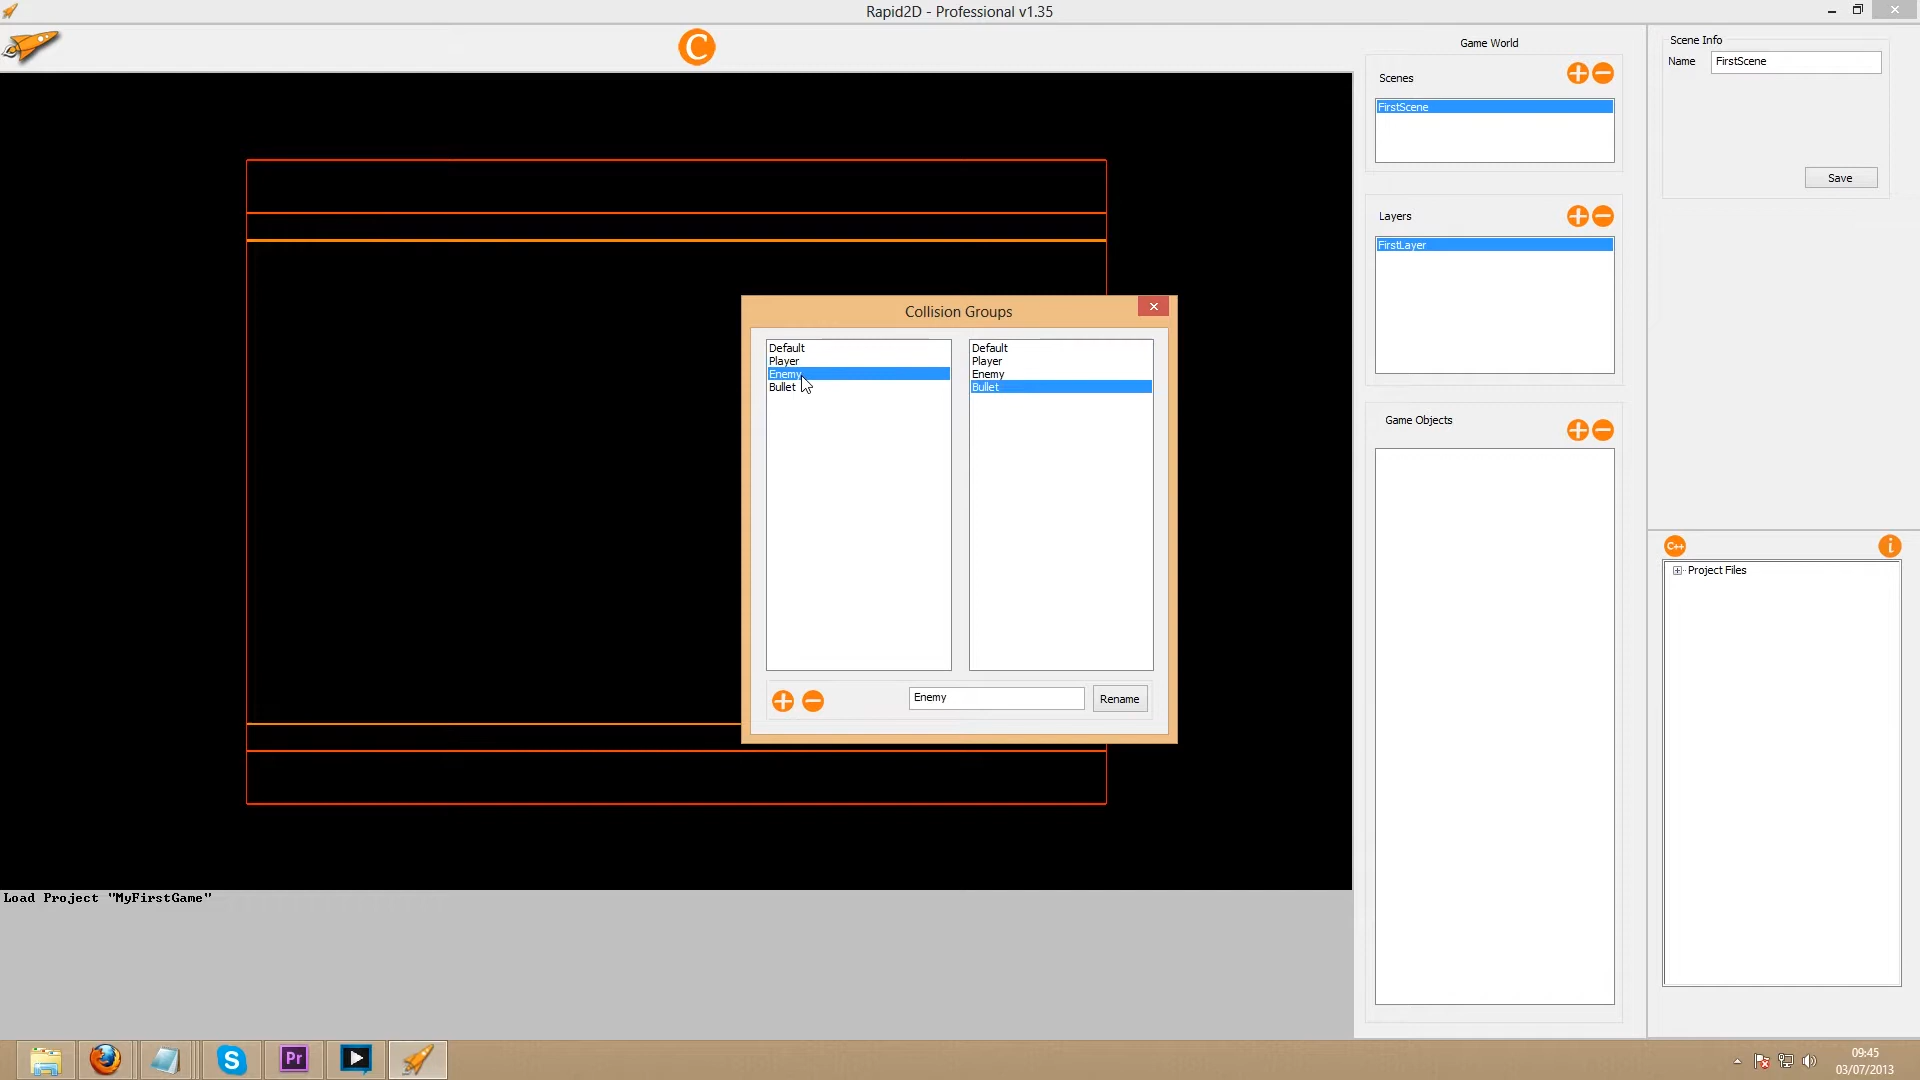 Rapid2D - Professional v1.35
C
Game World
Scenes
FirstScene
Layers
FirstLayer
Game Objects
Scene Info
Name FirstScene
Save
C++
i
Project Files
Collision Groups
Default
Player
Enemy
Bullet
Default
Player
Enemy
Bullet
Enemy
Rename
Load Project "MyFirstGame"
S
Pr
09:45
03/07/2013